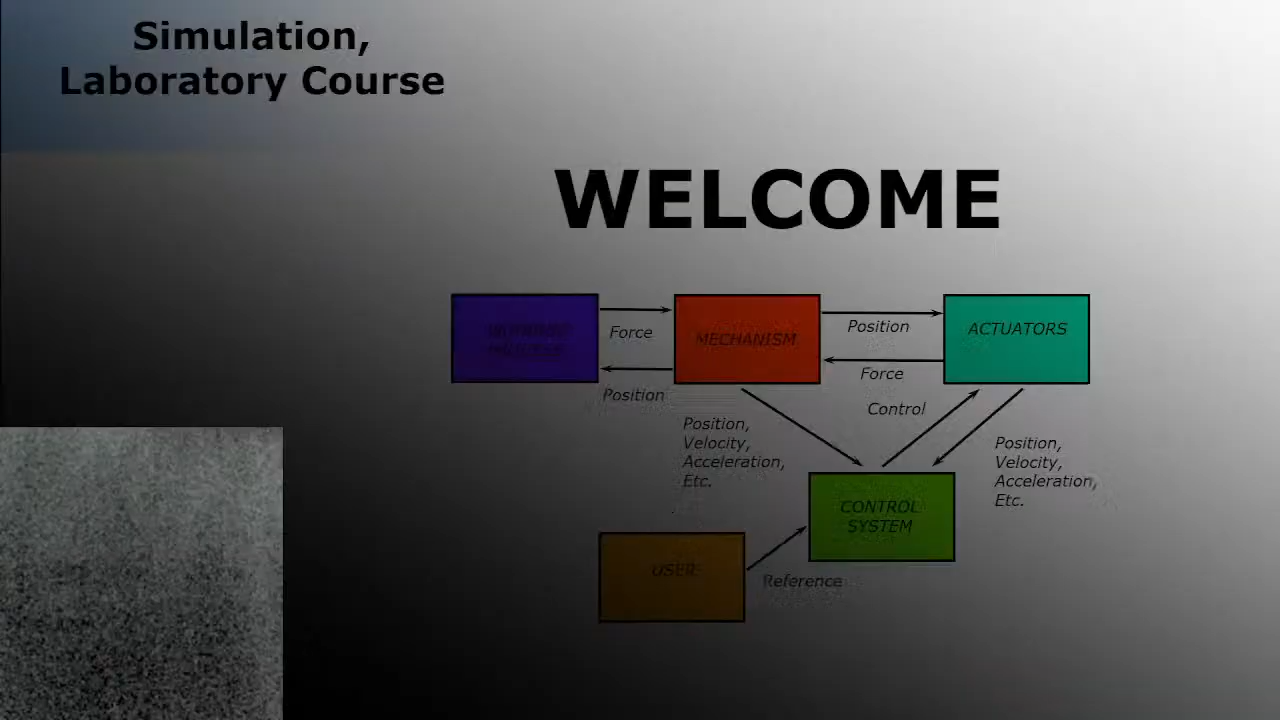 Simulation,
Laboratory Course
WELCOME
Force
MECHANISM
Position
ACTUATORS
Position
Force
Control
Position,
Velocity,
Acceleration,
Etc.
Position,
Velocity,
Acceleration,
Etc.
CONTROL
SYSTEM
USER
Reference